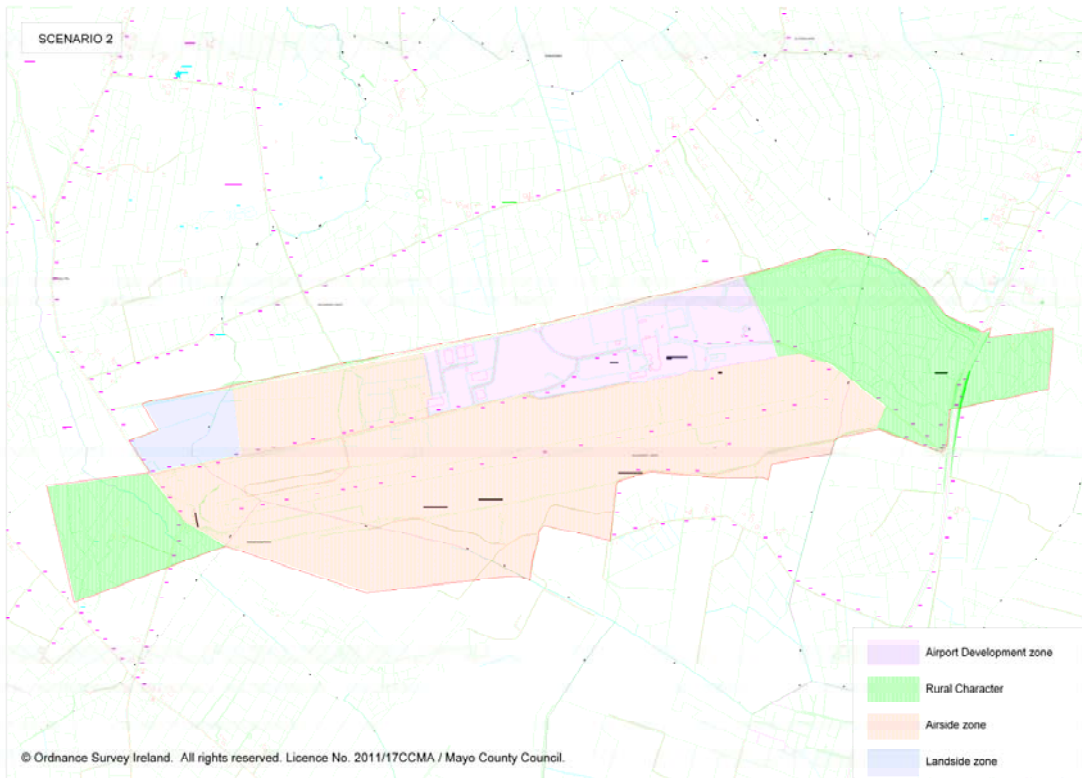 SCENARIO 2
Airport Development zone
Rural Character
Airside zone
Landside zone
© Ordnance Survey Ireland. All rights reserved. Licence No. 2011/17CCMA / Mayo County Council.